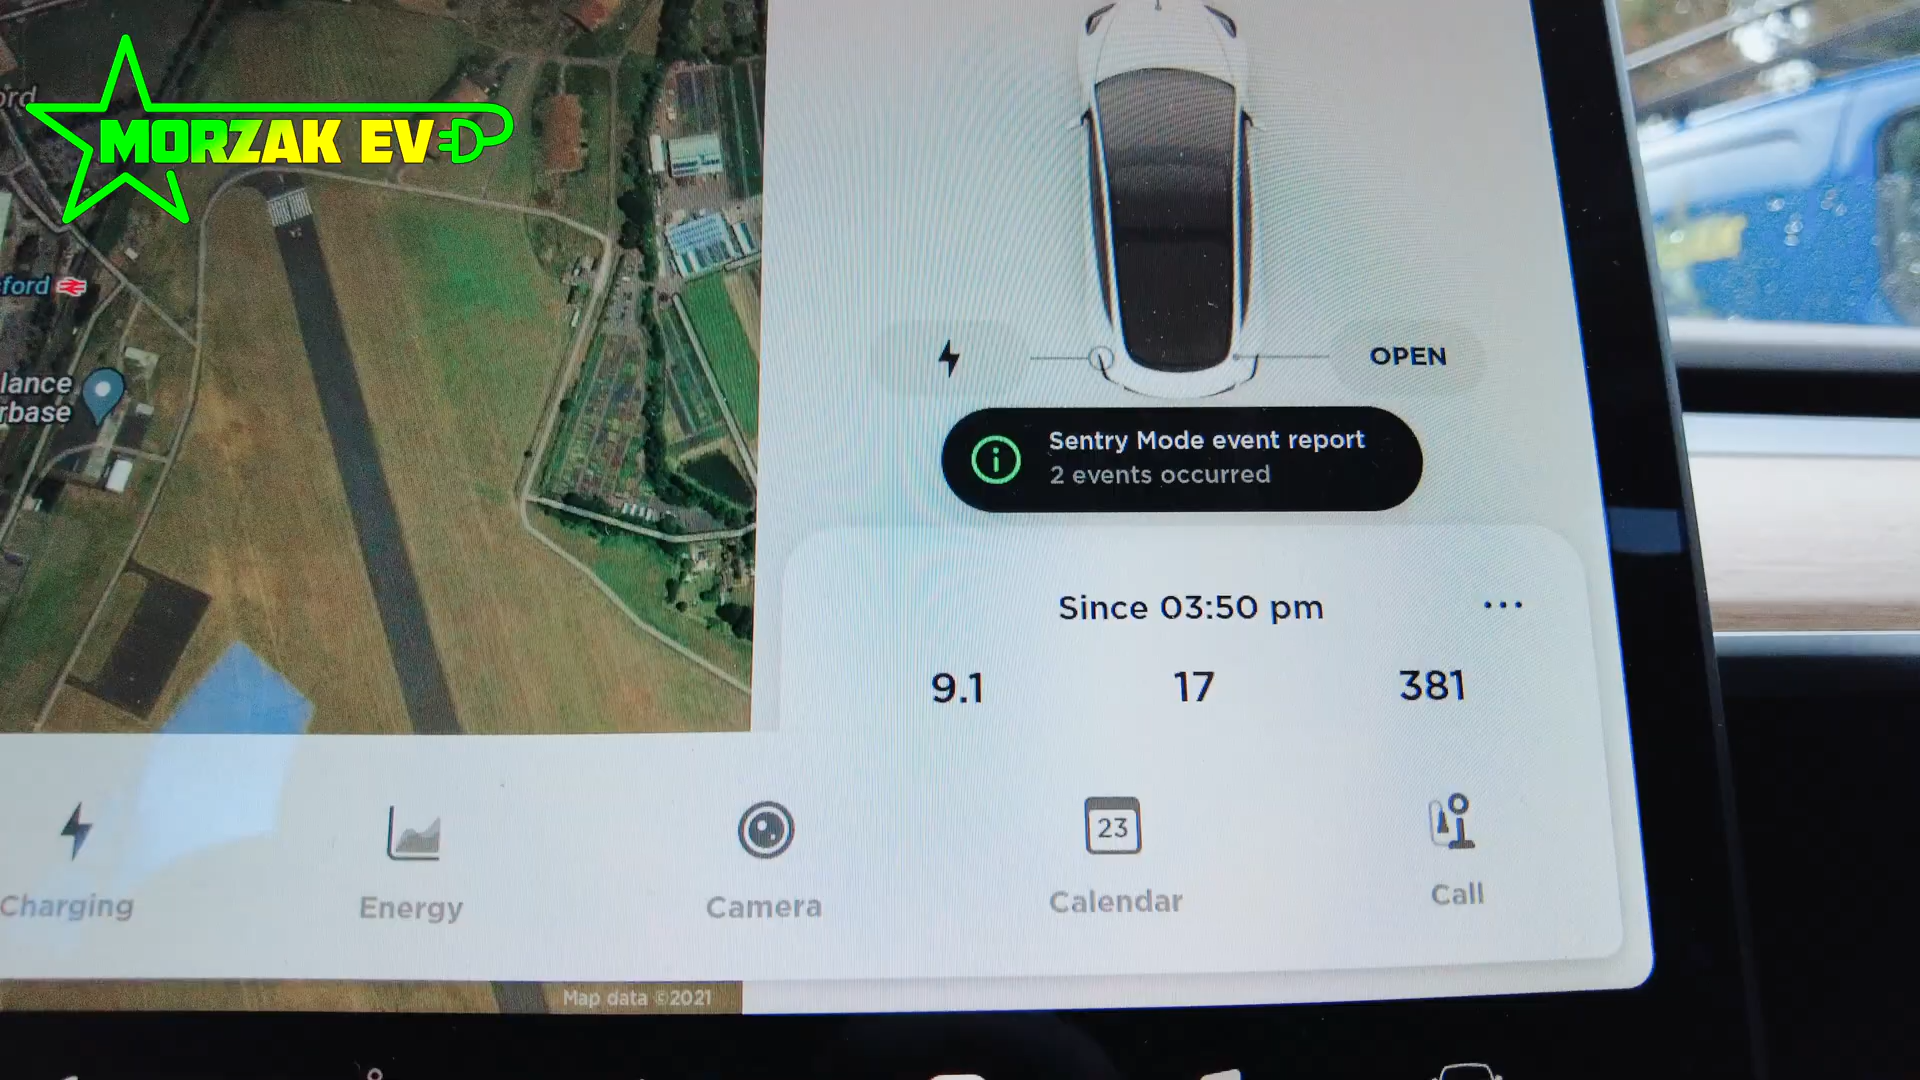 MORZAK EV
ord
ford
lance
rbase
OPEN
Sentry Mode event report
2 events occurred
Since 03:50 pm
9.1 17 381
23
Charging Energy Camera Calendar Call
Map data ©2021